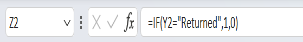 Z2 fx =IF(Y2="Returned",1,0)